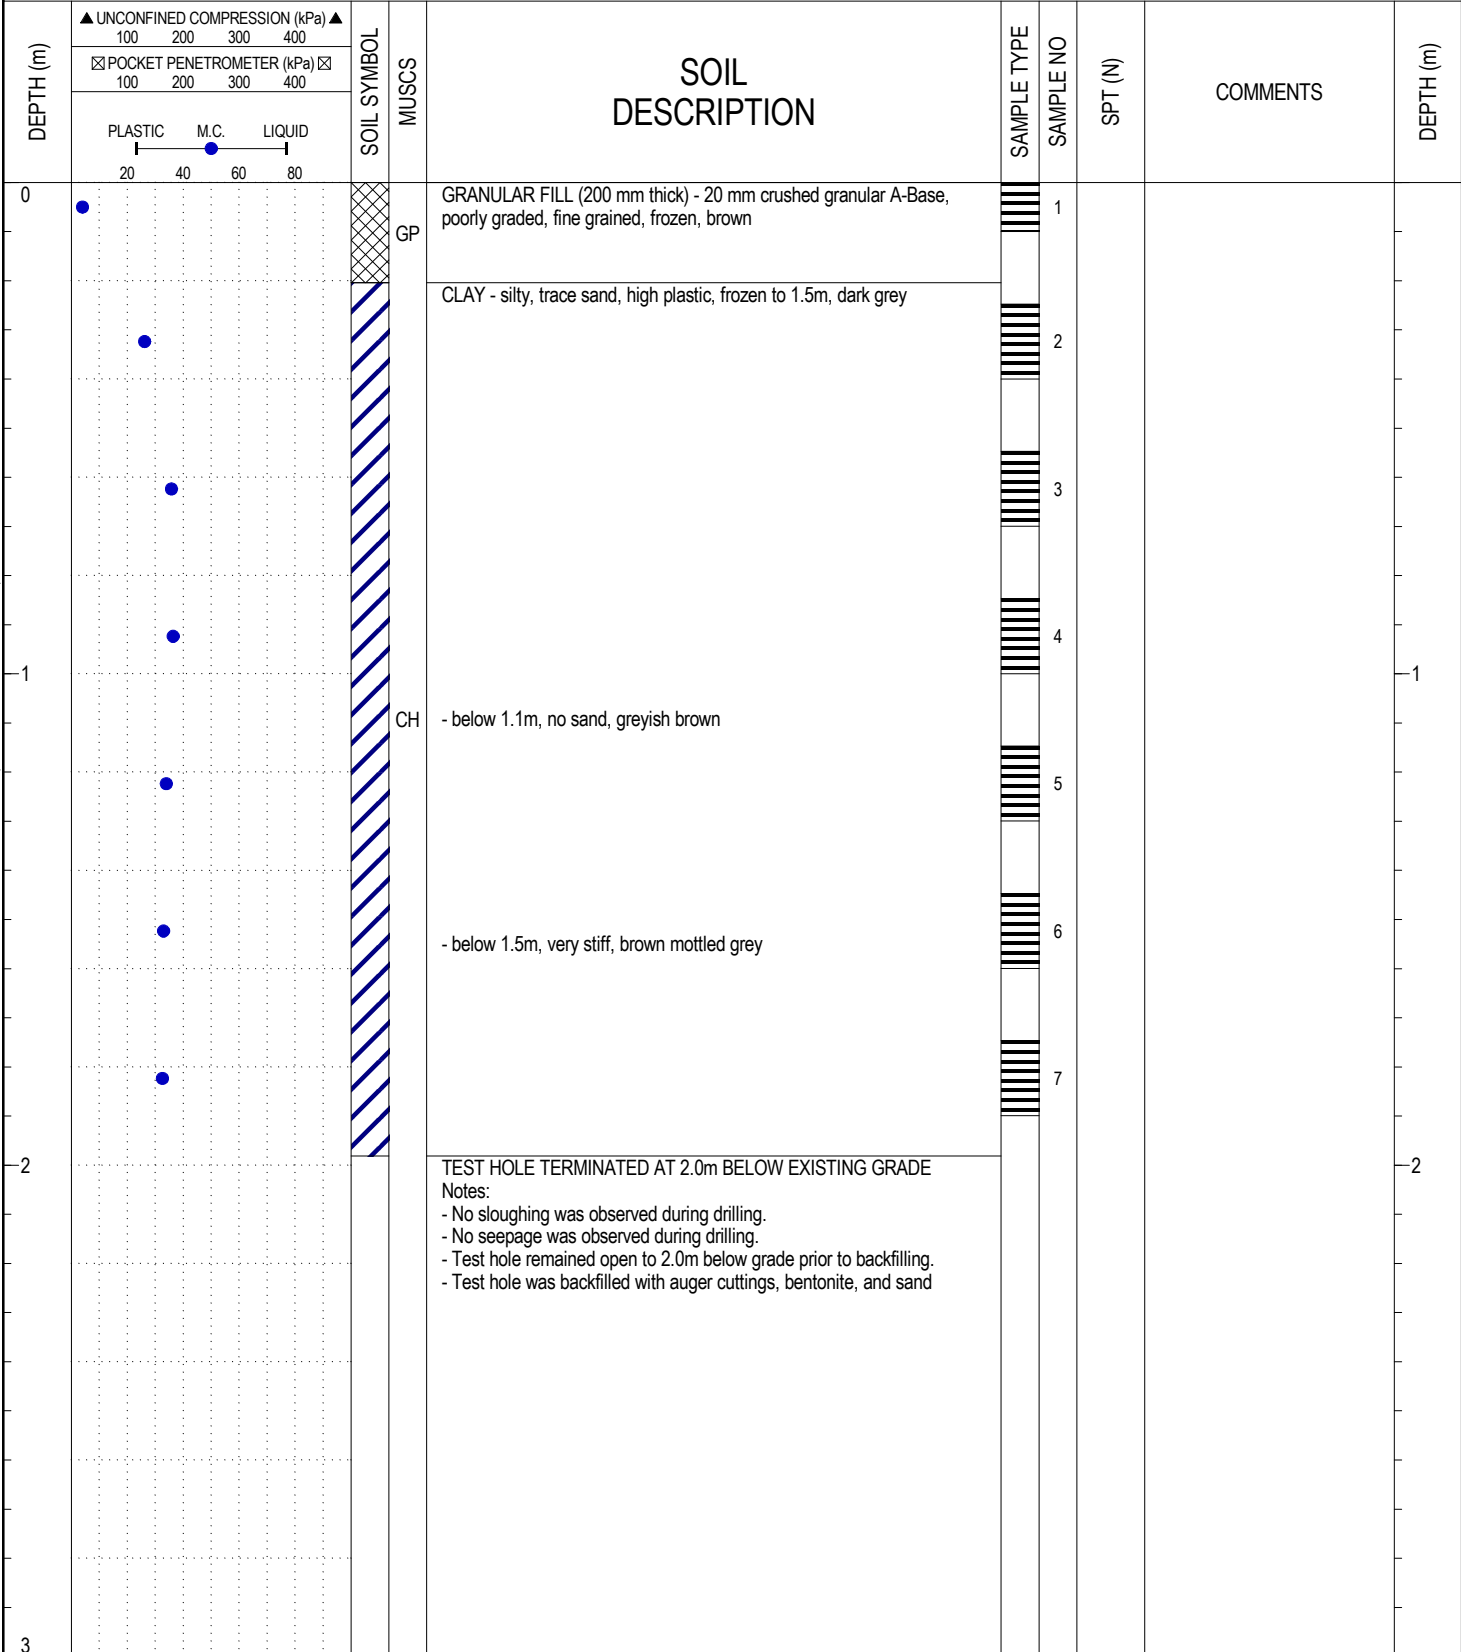 DEPTH (m)
▲ UNCONFINED COMPRESSION (kPa) ▲
100 200 300 400
☒ POCKET PENETROMETER (kPa) ☒
100 200 300 400
PLASTIC M.C. LIQUID
20 40 60 80
SOIL SYMBOL
MUSCS
SOIL
DESCRIPTION
SAMPLE TYPE
SAMPLE NO
SPT (N)
COMMENTS
DEPTH (m)
0
GRANULAR FILL (200 mm thick) - 20 mm crushed granular A-Base,
poorly graded, fine grained, frozen, brown
1
GP
CLAY - silty, trace sand, high plastic, frozen to 1.5m, dark grey
2
3
4
1
1
CH
- below 1.1m, no sand, greyish brown
5
6
- below 1.5m, very stiff, brown mottled grey
7
2
2
TEST HOLE TERMINATED AT 2.0m BELOW EXISTING GRADE
Notes:
- No sloughing was observed during drilling.
- No seepage was observed during drilling.
- Test hole remained open to 2.0m below grade prior to backfilling.
- Test hole was backfilled with auger cuttings, bentonite, and sand
3